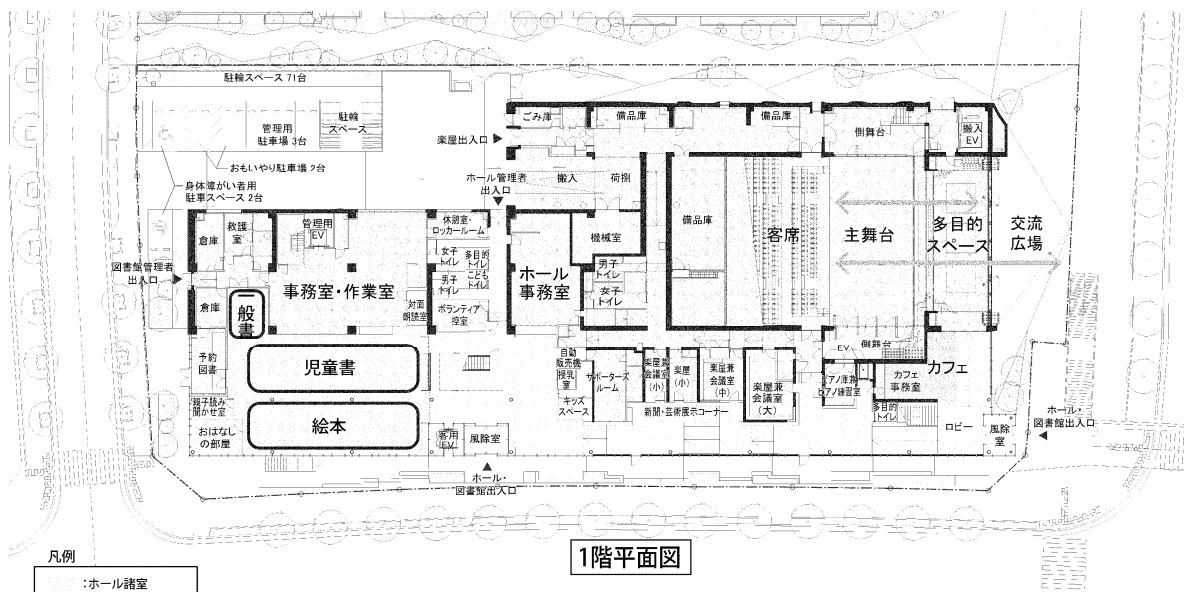 駐輪スペース 71台
管理用
駐車場 3台
駐輪
スペース
おもいやり駐車場 2台
身体障がい者用
駐車スペース 2台
楽屋出入口
ホール管理者
出入口
ごみ庫
備品庫
備品庫
側舞台
搬入
EV
搬入
荷捌
倉庫
救護
室
管理用
EV
休憩室・
ロッカールーム
機械室
備品庫
客席
主舞台
多目的
スペース
交流
広場
図書館管理者
出入口
倉庫
一般書
事務室・作業室
女子
トイレ
多目的
トイレ
男子
トイレ
こども
トイレ
対面
朗読室
ボランティア
控室
ホール
事務室
男子
トイレ
女子
トイレ
予約
図書
児童書
親子読み
聞かせ室
おはなし
の部屋
絵本
客用
EV
風除室
自動
販売機
授乳
室
キッズ
スペース
サポーターズ
ルーム
楽屋兼
会議室
(小)
楽屋
(小)
楽屋兼
会議室
(中)
楽屋兼
会議室
(大)
新聞・芸術展示コーナー
EV
側舞台
ピアノ庫兼
ピアノ練習室
カフェ
事務室
カフェ
多目的
トイレ
ロビー
風除
室
ホール・
図書館出入口
ホール・
図書館出入口
1階平面図
凡例
:ホール諸室